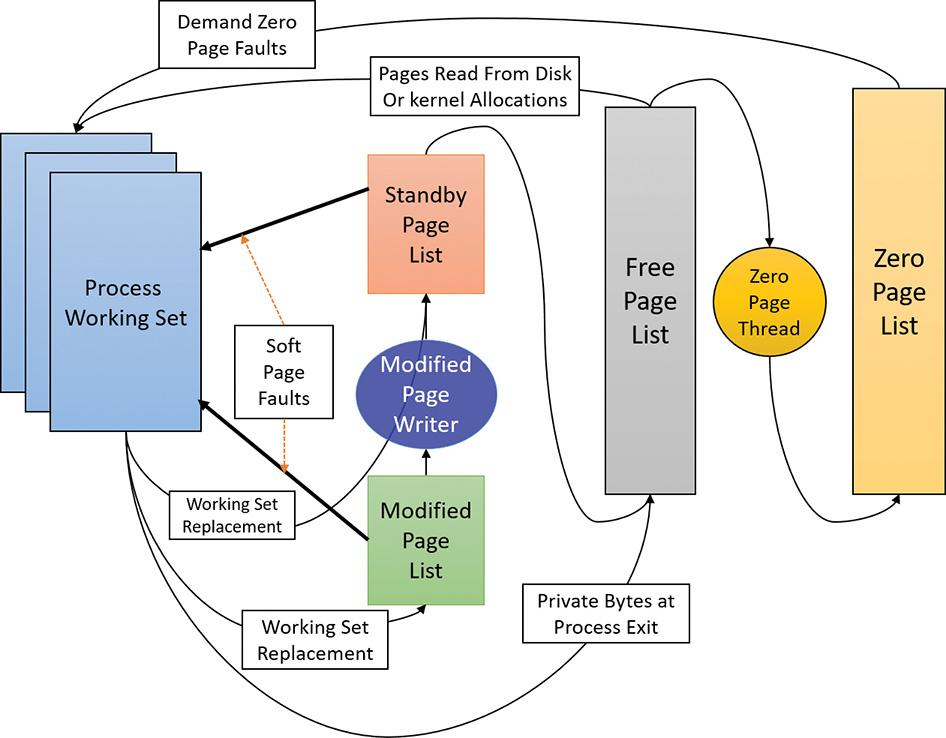 Demand Zero
Page Faults
Pages Read From Disk
Or kernel Allocations
Standby
Page
List
Process
Working Set
Free
Page
List
Zero
Page
Thread
Zero
Page
List
Soft
Page
Faults
Modified
Page
Writer
Working Set
Replacement
Modified
Page
List
Private Bytes at
Process Exit
Working Set
Replacement